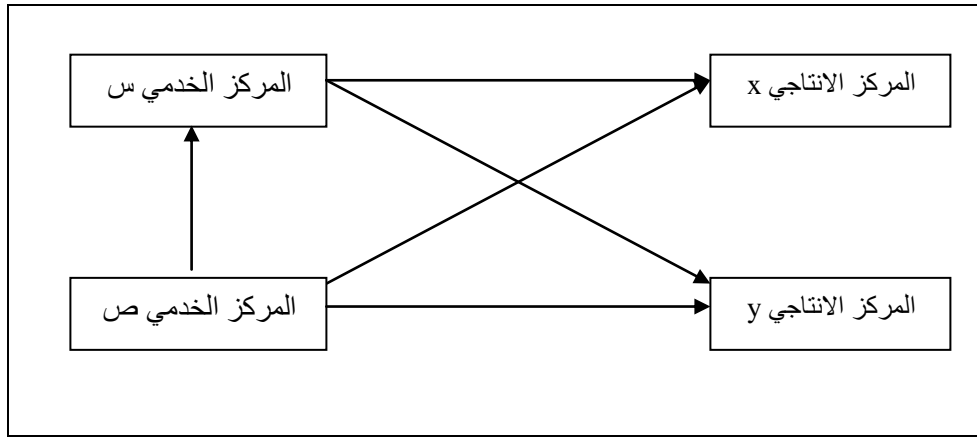 المركز الخدمي س
المركز الانتاجي x
المركز الخدمي ص
المركز الانتاجي y